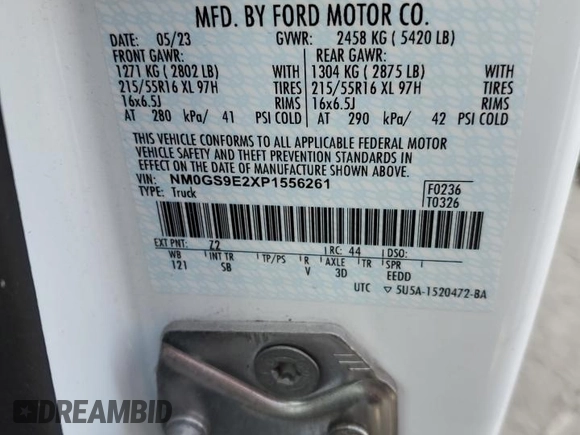 MFD. BY FORD MOTOR CO.
DATE: 05/23 GVWR: 2458 KG ( 5420 LB)
FRONT GAWR: REAR GAWR:
1271 KG ( 2802 LB) WITH 1304 KG ( 2875 LB) WITH
215/55R16 XL 97H TIRES 215/55R16 XL 97H TIRES
16x6.5J RIMS 16x6.5J RIMS
AT 280 kPa/ 41 PSI COLD AT 290 kPa/ 42 PSI COLD
THIS VEHICLE CONFORMS TO ALL APPLICABLE FEDERAL MOTOR
VEHICLE SAFETY AND THEFT PREVENTION STANDARDS IN
EFFECT ON THE DATE OF MANUFACTURE SHOWN ABOVE.
VIN: NM0GS9E2XP1556261 F0236
TYPE: Truck T0326
EXT PNT: Z2 RC: 44 DSO:
WB INT TR TP/PS R AXLE TR SPR
121 SB V 3D EEDD
UTC ▽ 5U5A-1520472-BA
DREAMBID